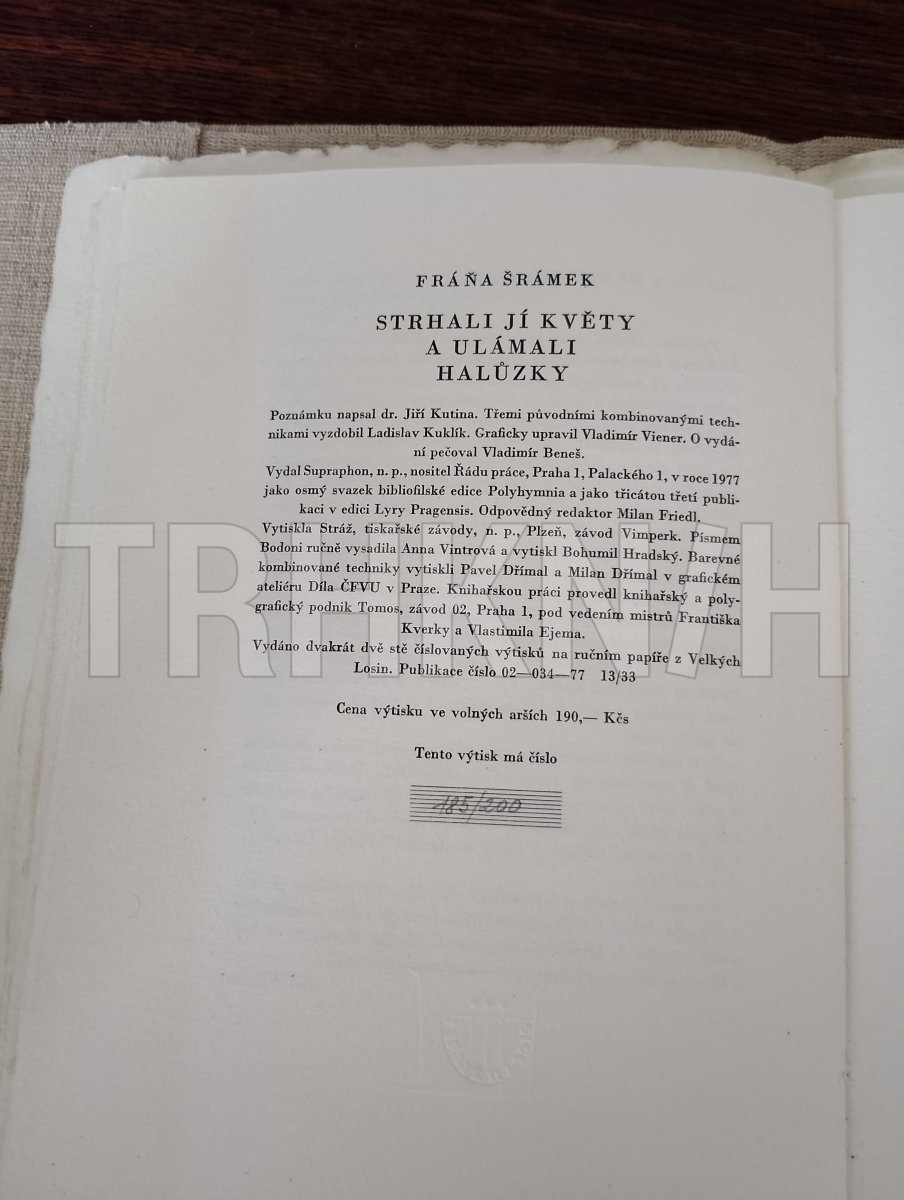 FRÁŇA ŠRÁMEK
STRHALI JÍ KVĚTY
A ULÁMALI
HALŮZKY
Poznámku napsal dr. Jiří Kutina. Třemi původními kombinovanými tech-
nikami vyzdobil Ladislav Kuklík. Graficky upravil Vladimír Viener. O vydá-
ní pečoval Vladimír Beneš.
Vydal Supraphon, n. p., nositel Řádu práce, Praha 1, Palackého 1, v roce 1977
jako osmý svazek bibliofilské edice Polyhymnia a jako třicátou třetí publi-
kaci v edici Lyry Pragensis. Odpovědný redaktor Milan Friedl.
Vytiskla Stráž, tiskařské závody, n. p., Plzeň, závod Vimperk. Písmem
Bodoni ručně vysadila Anna Vintrová a vytiskl Bohumil Hradský. Barevné
kombinované techniky vytiskli Pavel Dřímal a Milan Dřímal v grafickém
ateliéru Díla ČFVU v Praze. Knihařskou práci provedl knihařský a poly-
grafický podnik Tomos, závod 02, Praha 1, pod vedením mistrů Františka
Kverky a Vlastimila Ejema.
Vydáno dvakrát dvě stě číslovaných výtisků na ručním papíře z Velkých
Losin. Publikace číslo 02—034—77 13/33
Cena výtisku ve volných arších 190,— Kčs
Tento výtisk má číslo
185/200
TRHKNIH